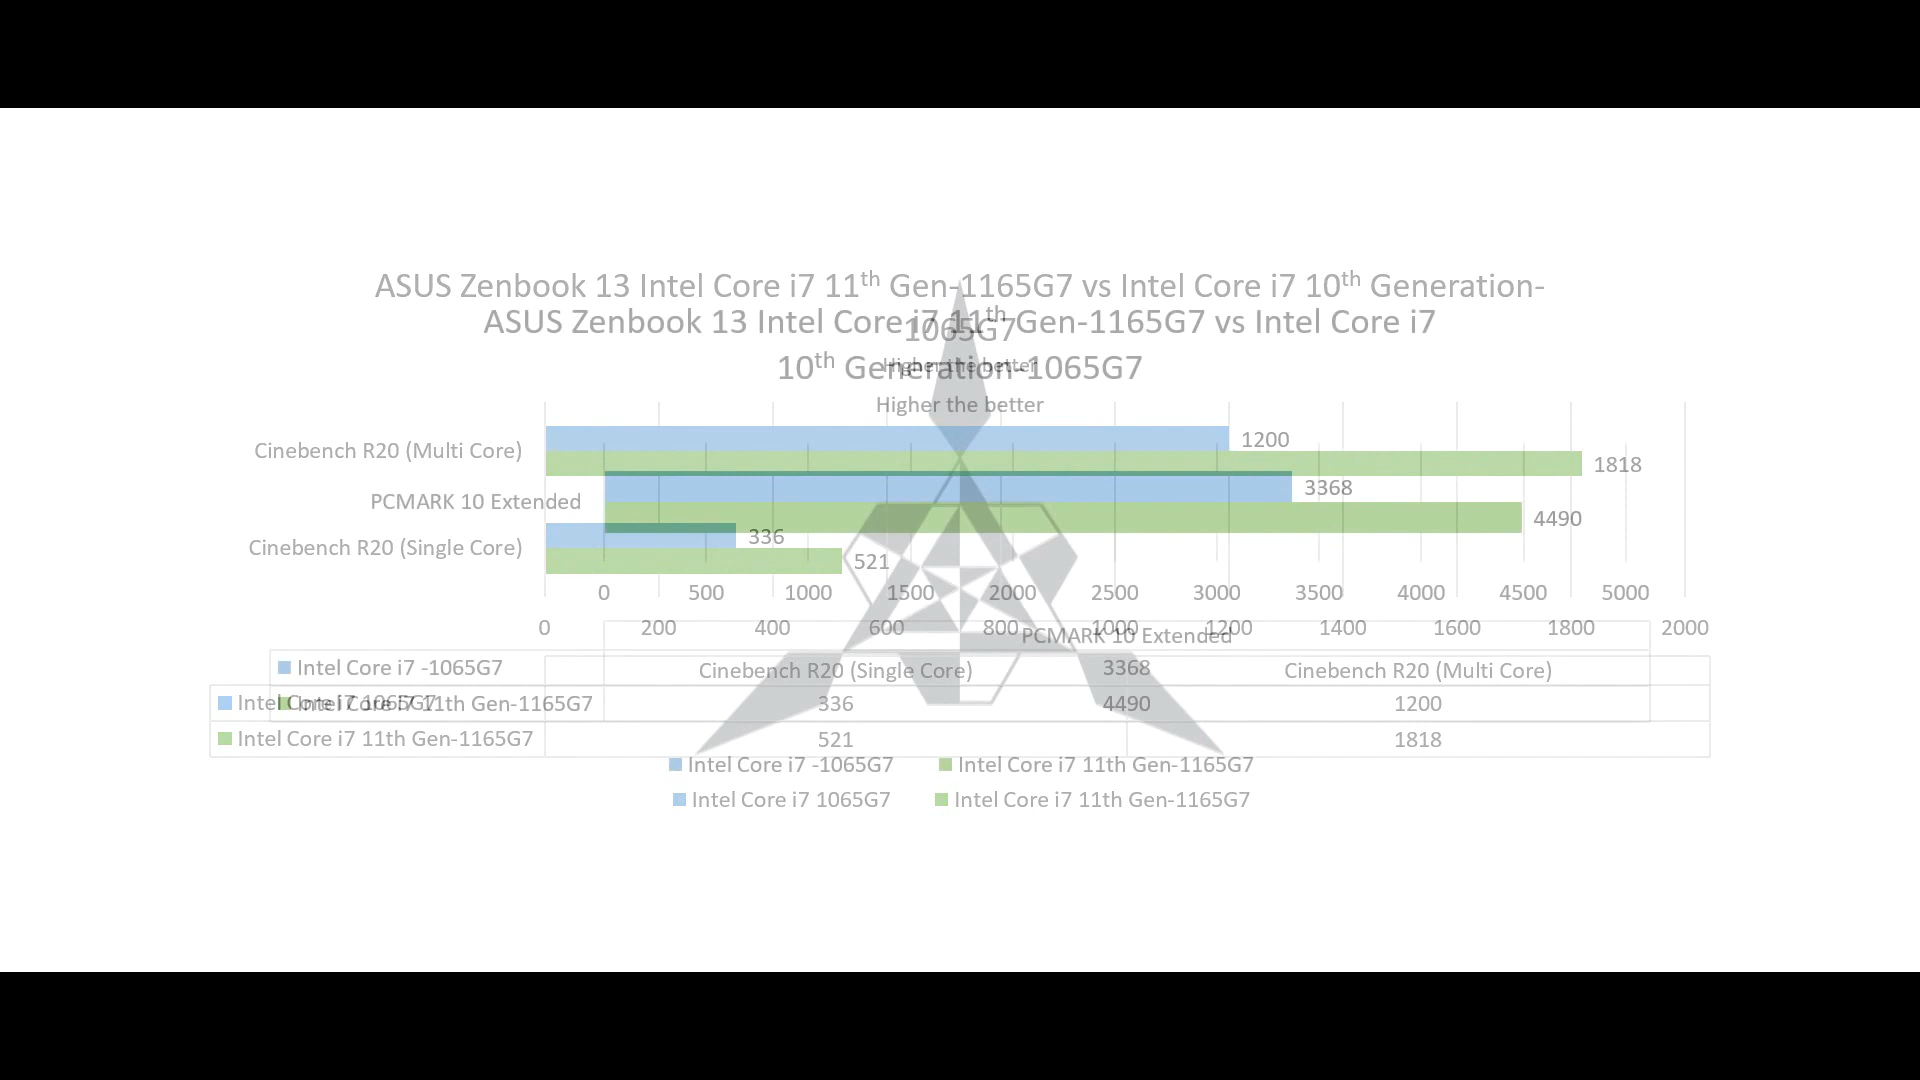 ASUS Zenbook 13 Intel Core i7 11th Gen-1165G7 vs Intel Core i7 10th Generation-
1065G7
ASUS Zenbook 13 Intel Core i7 11th Gen-1165G7 vs Intel Core i7
10th Generation-1065G7
Higher the better
Higher the better
Cinebench R20 (Multi Core)
1200
1818
PCMARK 10 Extended
3368
4490
Cinebench R20 (Single Core)
336
521
0 500 1000 1500 2000 2500 3000 3500 4000 4500 5000
0 200 400 600 800 1000 1200 1400 1600 1800 2000
PCMARK 10 Extended
Intel Core i7 -1065G7 3368
Cinebench R20 (Single Core) Cinebench R20 (Multi Core)
Intel Core i7 11th Gen-1165G7 4490
Intel Core i7 1065G7 336 1200
Intel Core i7 11th Gen-1165G7 521 1818
Intel Core i7 -1065G7 Intel Core i7 11th Gen-1165G7
Intel Core i7 1065G7 Intel Core i7 11th Gen-1165G7